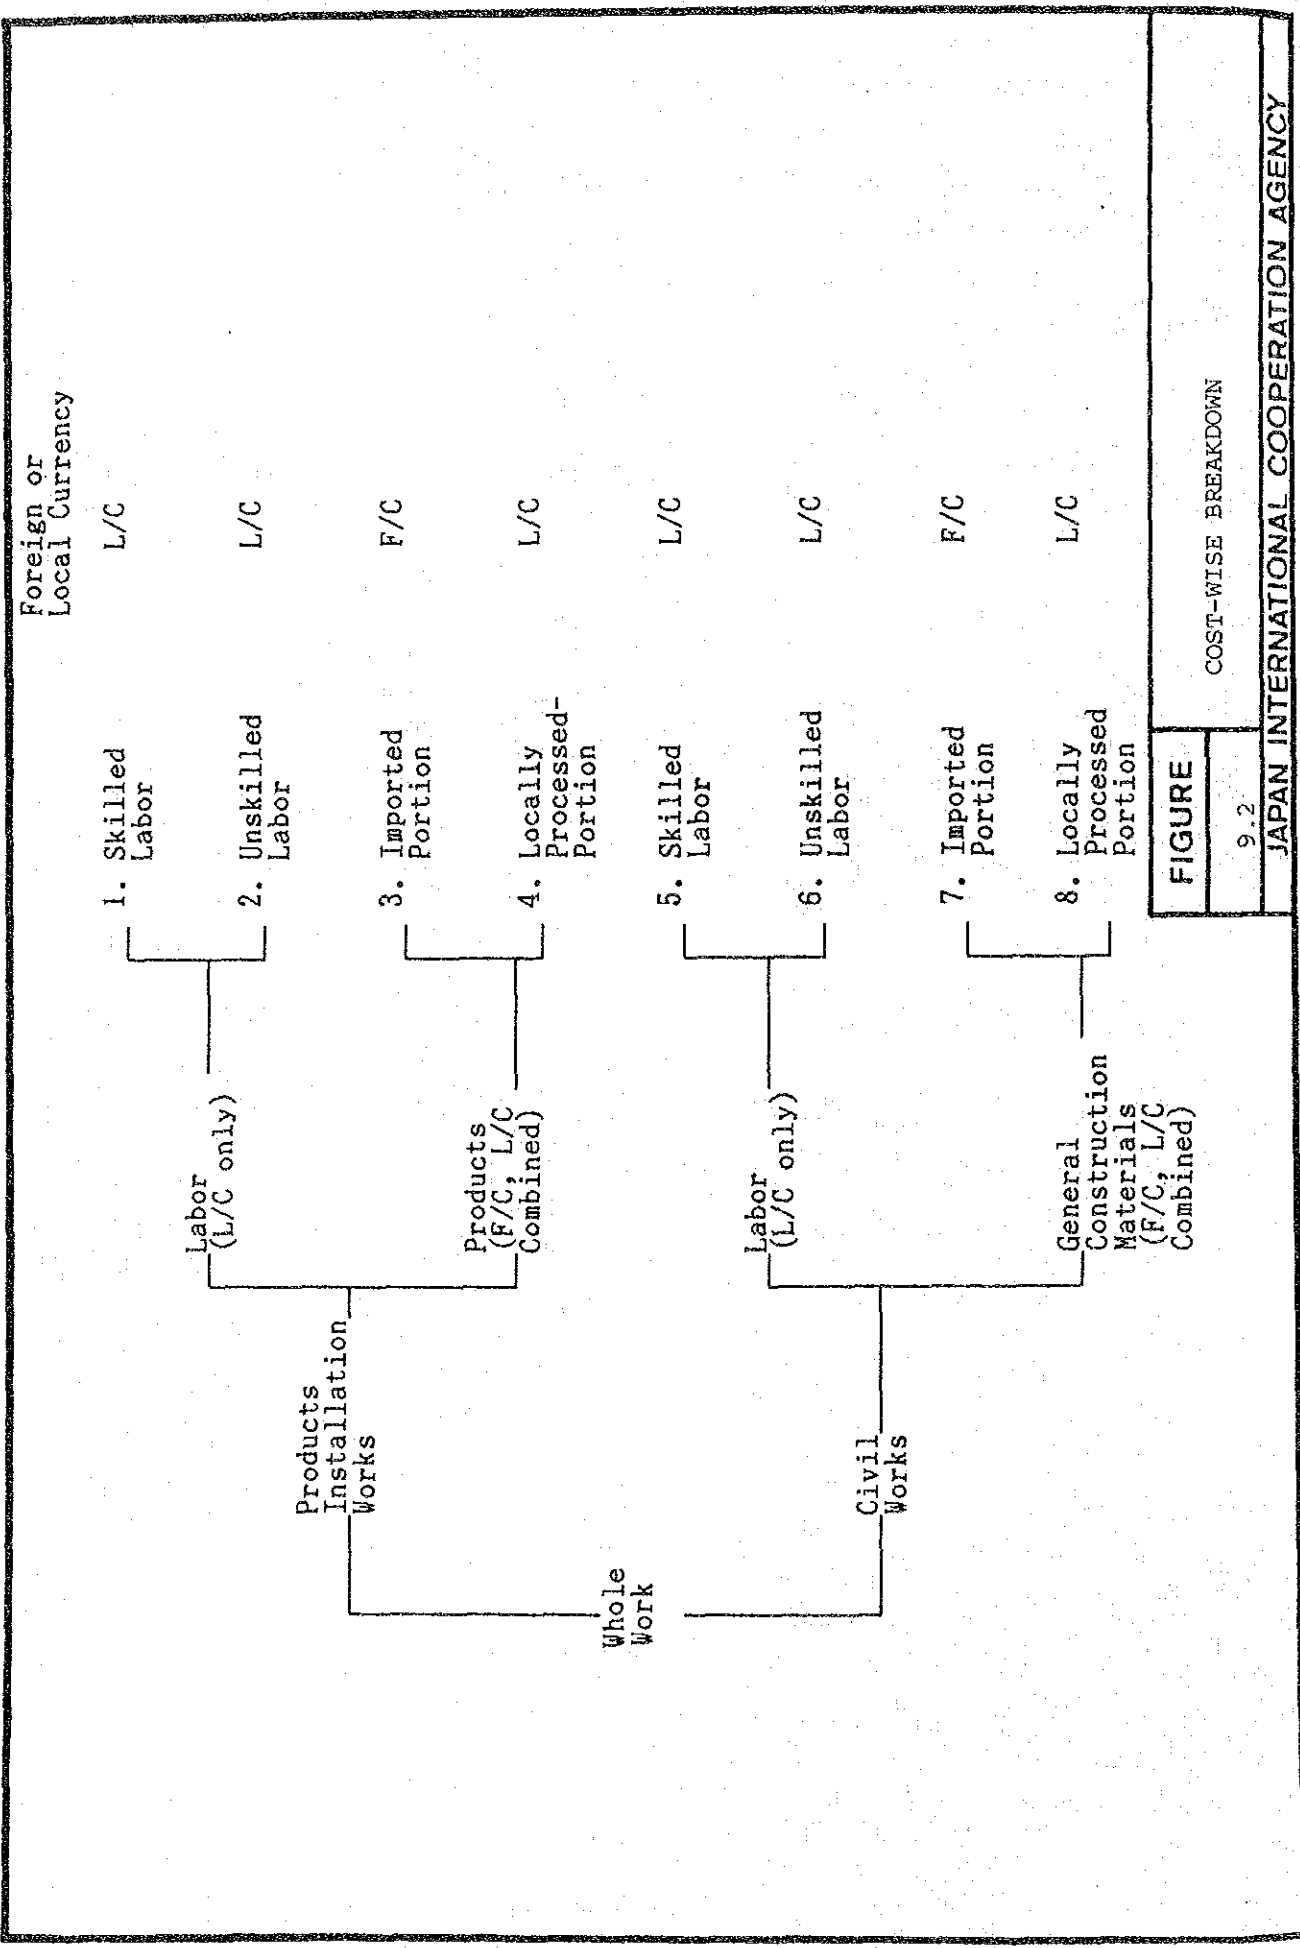 Foreign or
Local Currency
Whole
Work
Products
Installation
Works
Labor
(L/C only)
1. Skilled
Labor
L/C
2. Unskilled
Labor
L/C
Products
(F/C, L/C
Combined)
3. Imported
Portion
F/C
4. Locally
Processed-
Portion
L/C
Civil
Works
Labor
(L/C only)
5. Skilled
Labor
L/C
6. Unskilled
Labor
L/C
General
Construction
Materials
(F/C, L/C
Combined)
7. Imported
Portion
F/C
8. Locally
Processed
Portion
L/C
FIGURE
9.2
COST-WISE BREAKDOWN
JAPAN INTERNATIONAL COOPERATION AGENCY